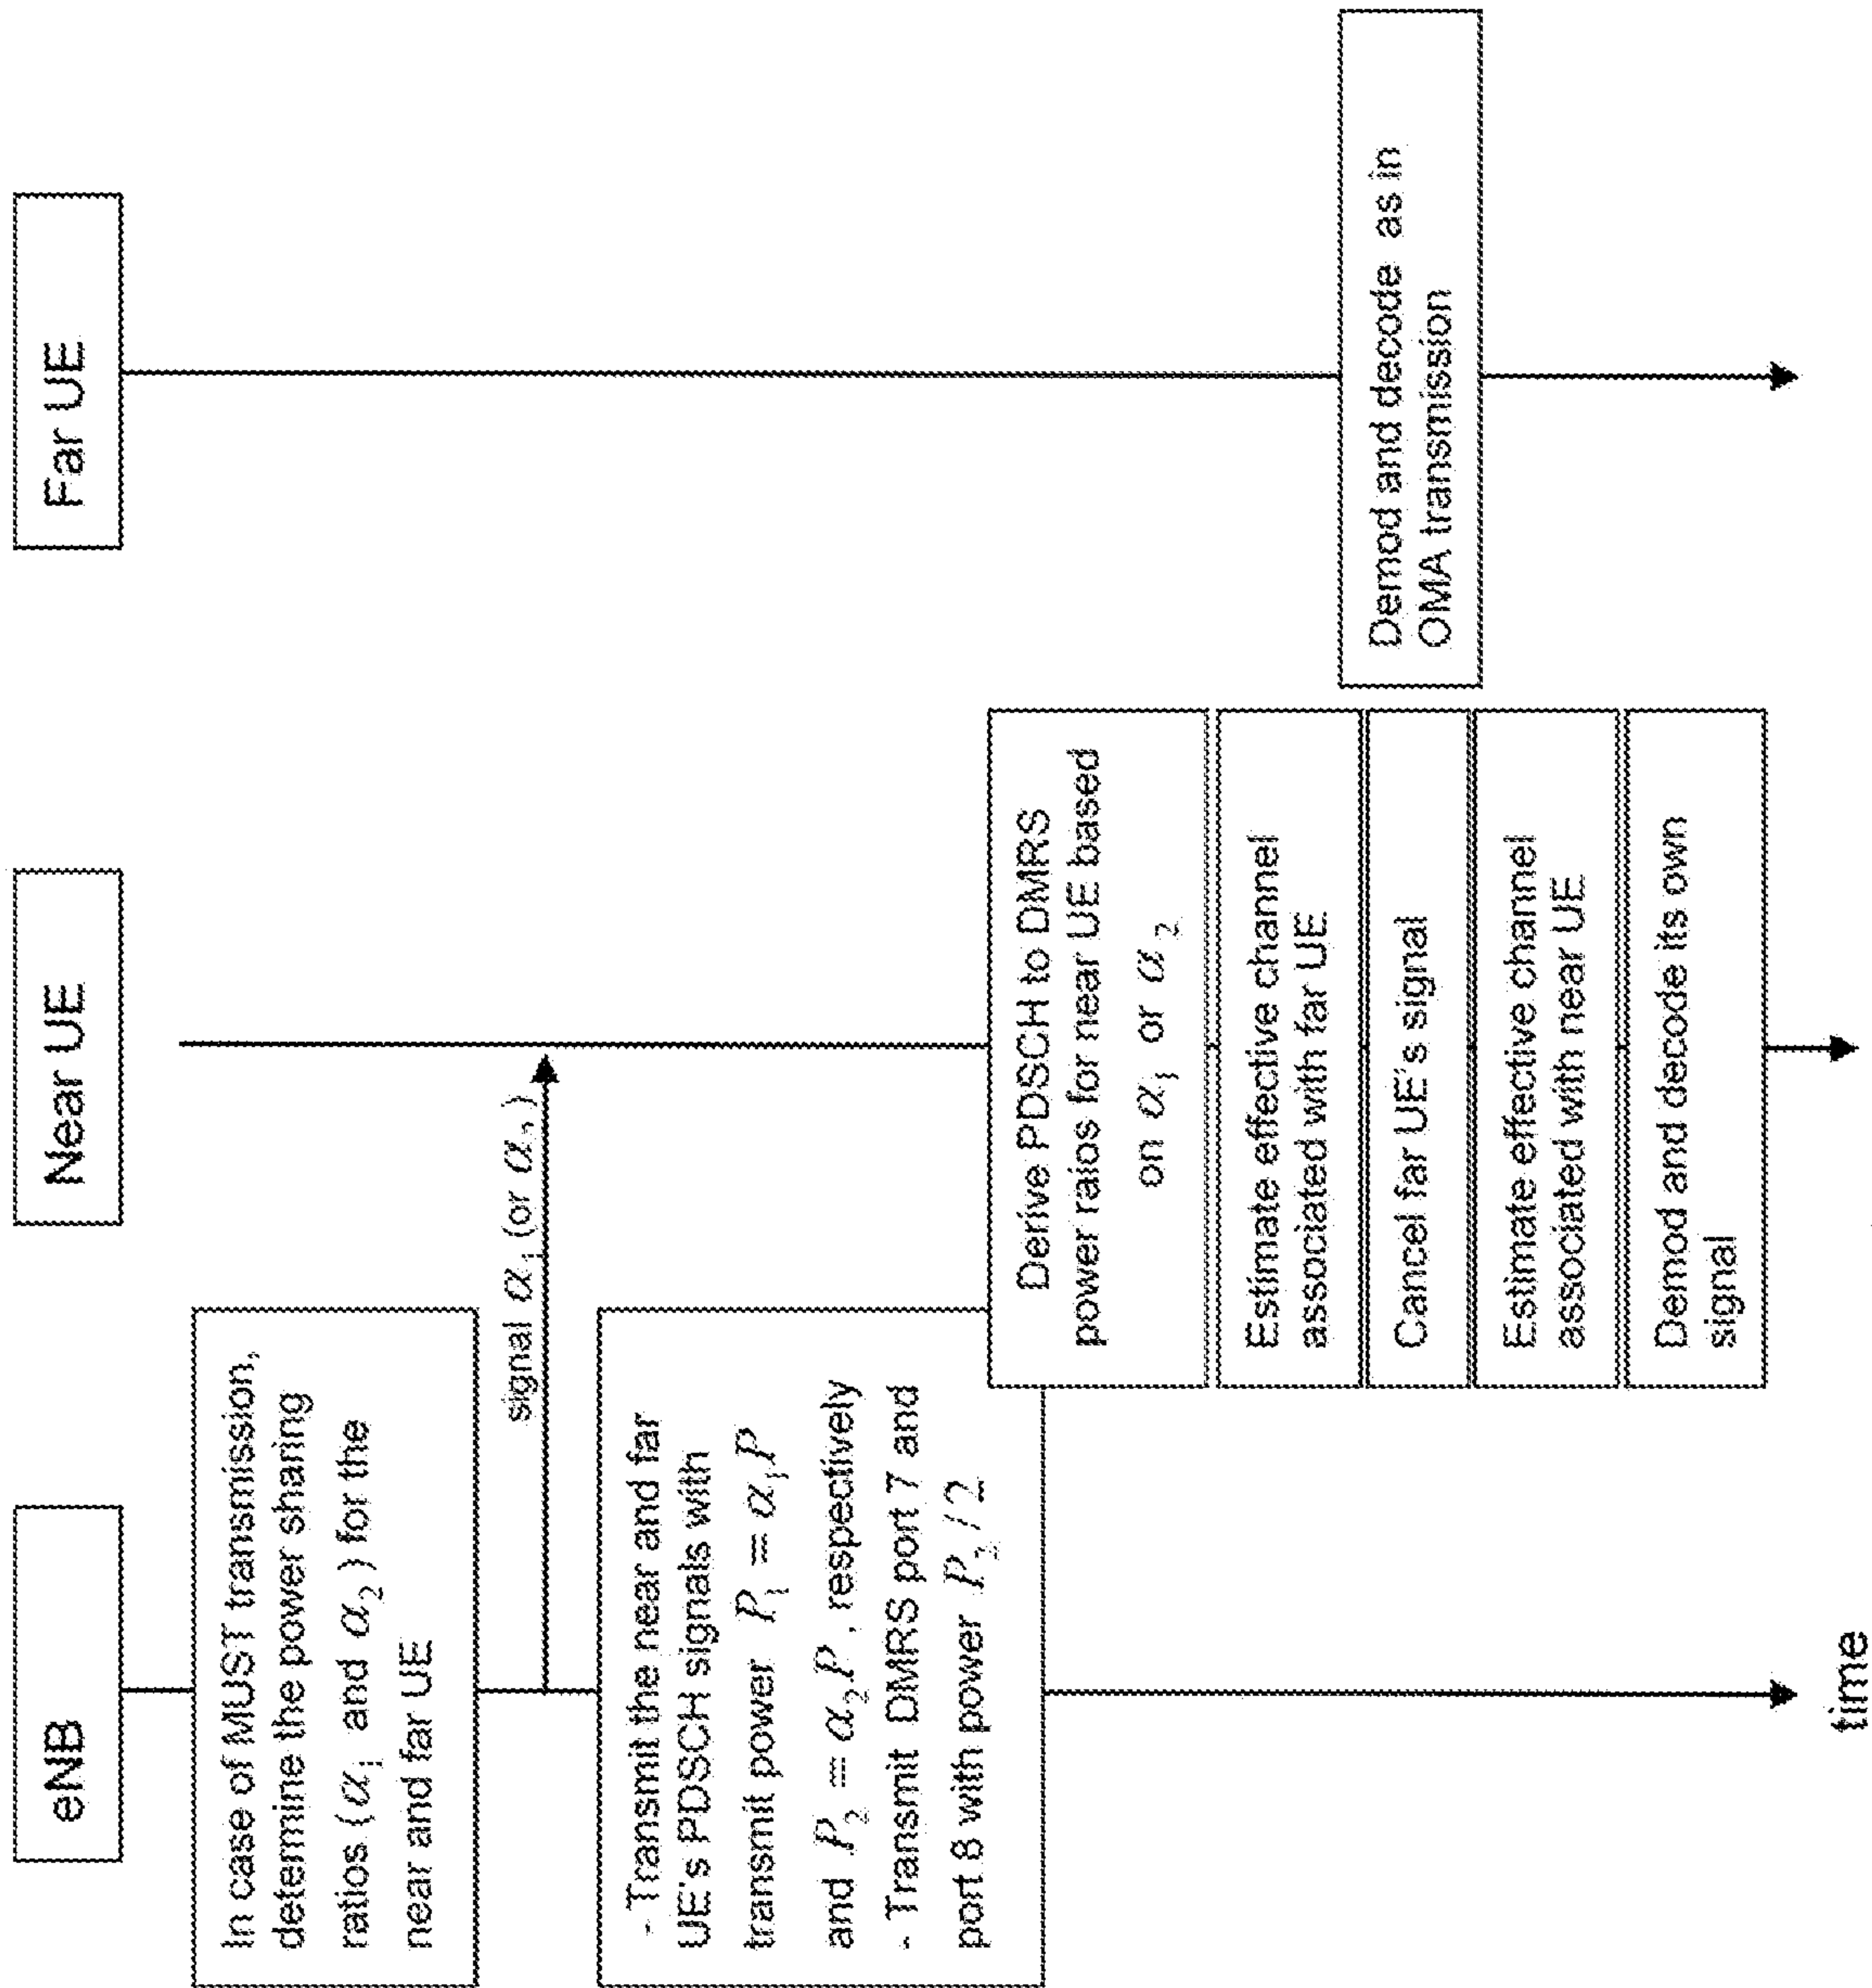 eNB
Near UE
Far UE
In case of MUST transmission,
determine the power sharing
ratios (α₁ and α₂) for the
near and far UE
signal α₁ (or α₂)
- Transmit the near and far
UE's PDSCH signals with
transmit power P₁ = α₁P
and P₂ = α₂P, respectively
- Transmit DMRS port 7 and
port 8 with power P₂/2
Derive PDSCH to DMRS
power raios for near UE based
on α₁ or α₂
Estimate effective channel
associated with far UE
Cancel far UE's signal
Estimate effective channel
associated with near UE
Demod and decode its own
signal
Demod and decode as in
OMA transmission
time